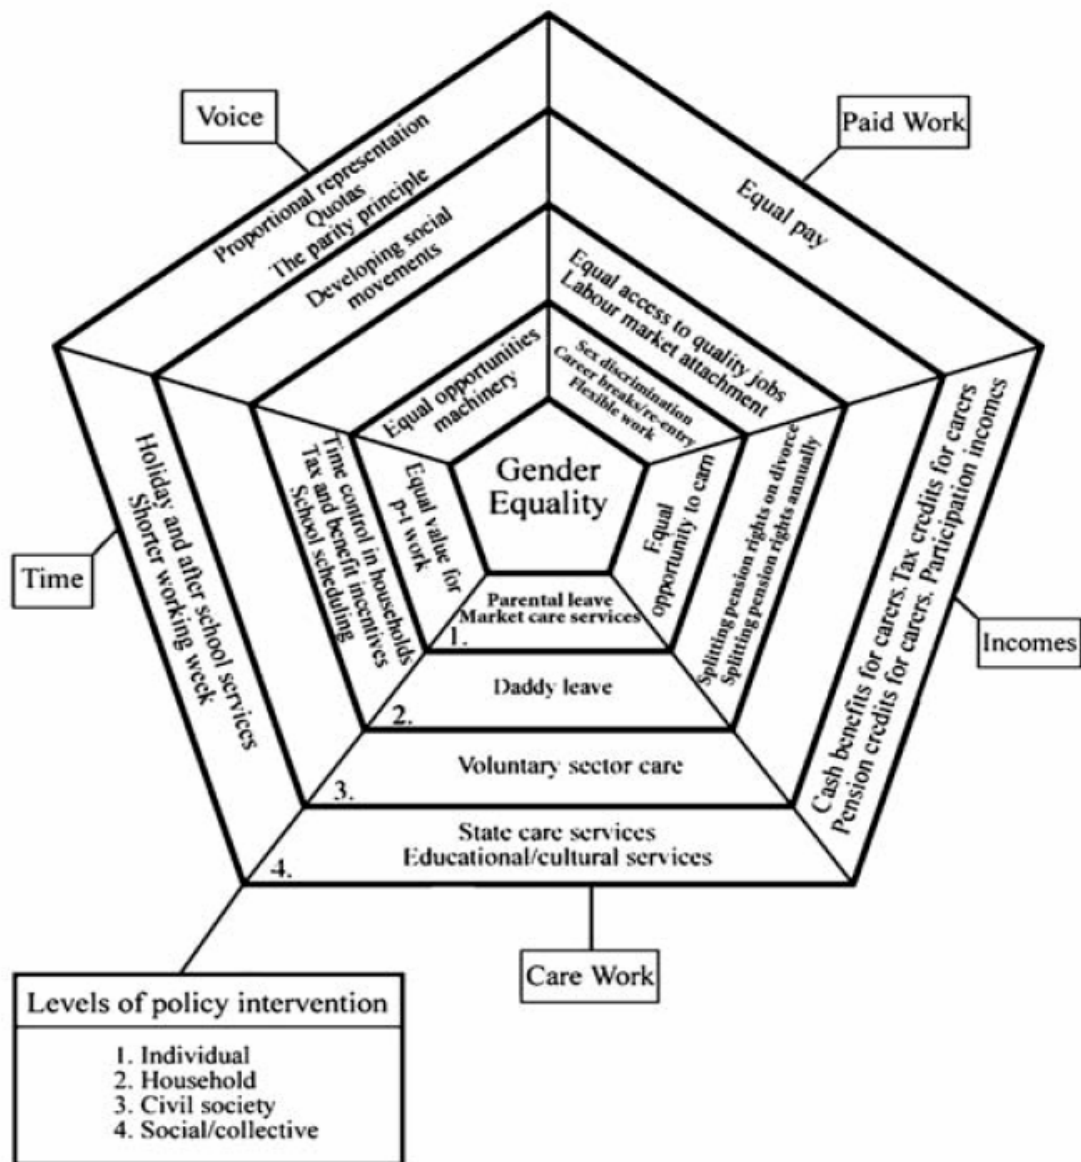 Voice
Paid Work
Proportional representation
Quotas
The parity principle
Developing social
movements
Equal opportunities
machinery
Equal pay
Equal access to quality jobs
Labour market attachment
Sex discrimination
Career breaks/re-entry
Flexible work
Gender
Equality
Time
Holiday and after school services
Shorter working week
Time control in households
Tax and benefit incentives
School scheduling
Equal value for
p-t work
Equal
opportunity to earn
Splitting pension rights on divorce
Splitting pension rights annually
Cash benefits for carers. Tax credits for carers
Pension credits for carers. Participation incomes
Incomes
Parental leave
Market care services
1.
Daddy leave
2.
Voluntary sector care
3.
State care services
Educational/cultural services
4.
Care Work
Levels of policy intervention
1. Individual
2. Household
3. Civil society
4. Social/collective